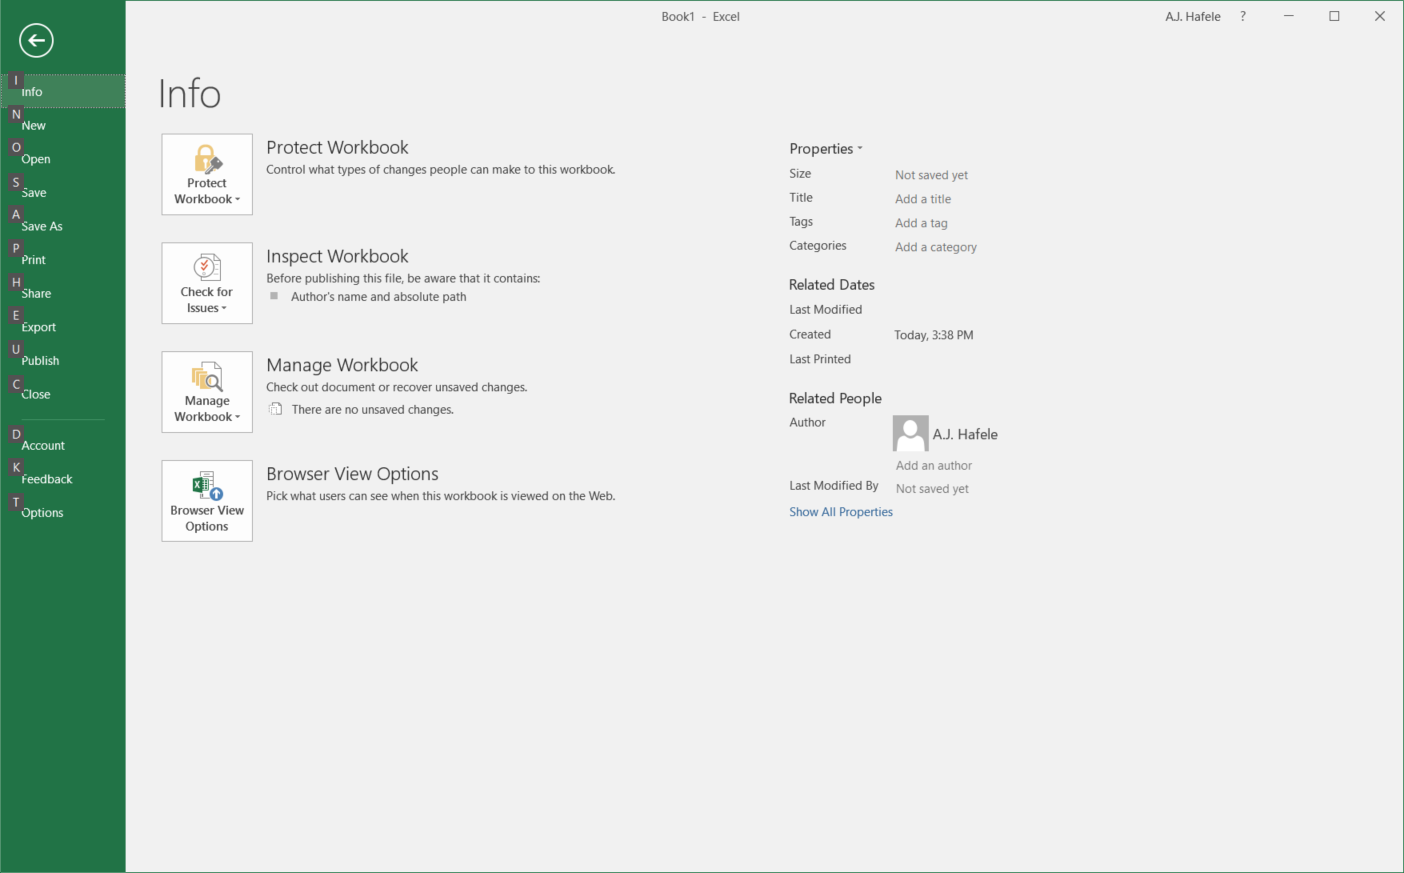 Book1 - Excel
A.J. Hafele ?
I
Info
N
New
O
Open
S
Save
A
Save As
P
Print
H
Share
E
Export
U
Publish
C
Close
D
Account
K
Feedback
T
Options
Info
Protect
Workbook
Protect Workbook
Control what types of changes people can make to this workbook.
Check for
Issues
Inspect Workbook
Before publishing this file, be aware that it contains:
Author's name and absolute path
Manage
Workbook
Manage Workbook
Check out document or recover unsaved changes.
There are no unsaved changes.
Browser View
Options
Browser View Options
Pick what users can see when this workbook is viewed on the Web.
Properties
Size Not saved yet
Title Add a title
Tags Add a tag
Categories Add a category
Related Dates
Last Modified
Created Today, 3:38 PM
Last Printed
Related People
Author A.J. Hafele
Add an author
Last Modified By Not saved yet
Show All Properties